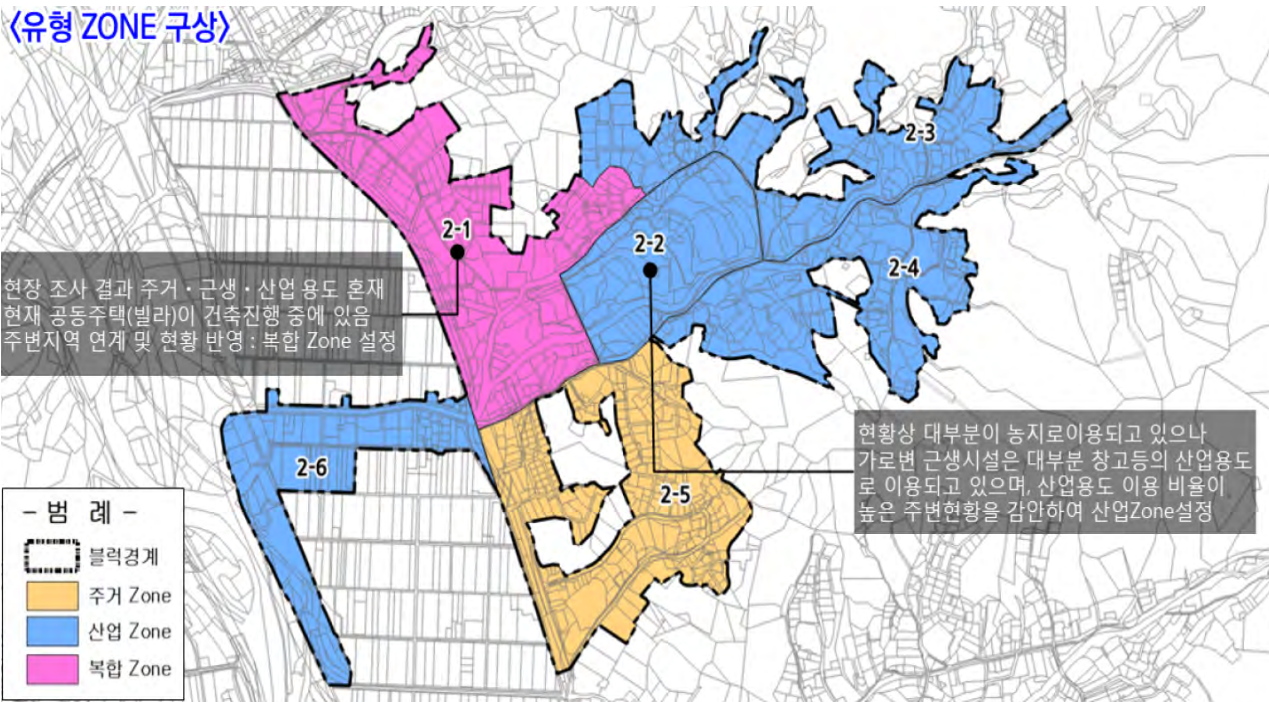 〈유형 ZONE 구상〉
2-3
2-1
2-2
2-4
현장 조사 결과 주거·근생·산업 용도 혼재
현재 공동주택(빌라)이 건축진행 중에 있음
주변지역 연계 및 현황 반영 : 복합 Zone 설정
현황상 대부분이 농지로이용되고 있으나
가로변 근생시설은 대부분 창고등의 산업용도
로 이용되고 있으며, 산업용도 이용 비율이
높은 주변현황을 감안하여 산업Zone설정
2-6
2-5
- 범 례 -
블럭경계
주거 Zone
산업 Zone
복합 Zone